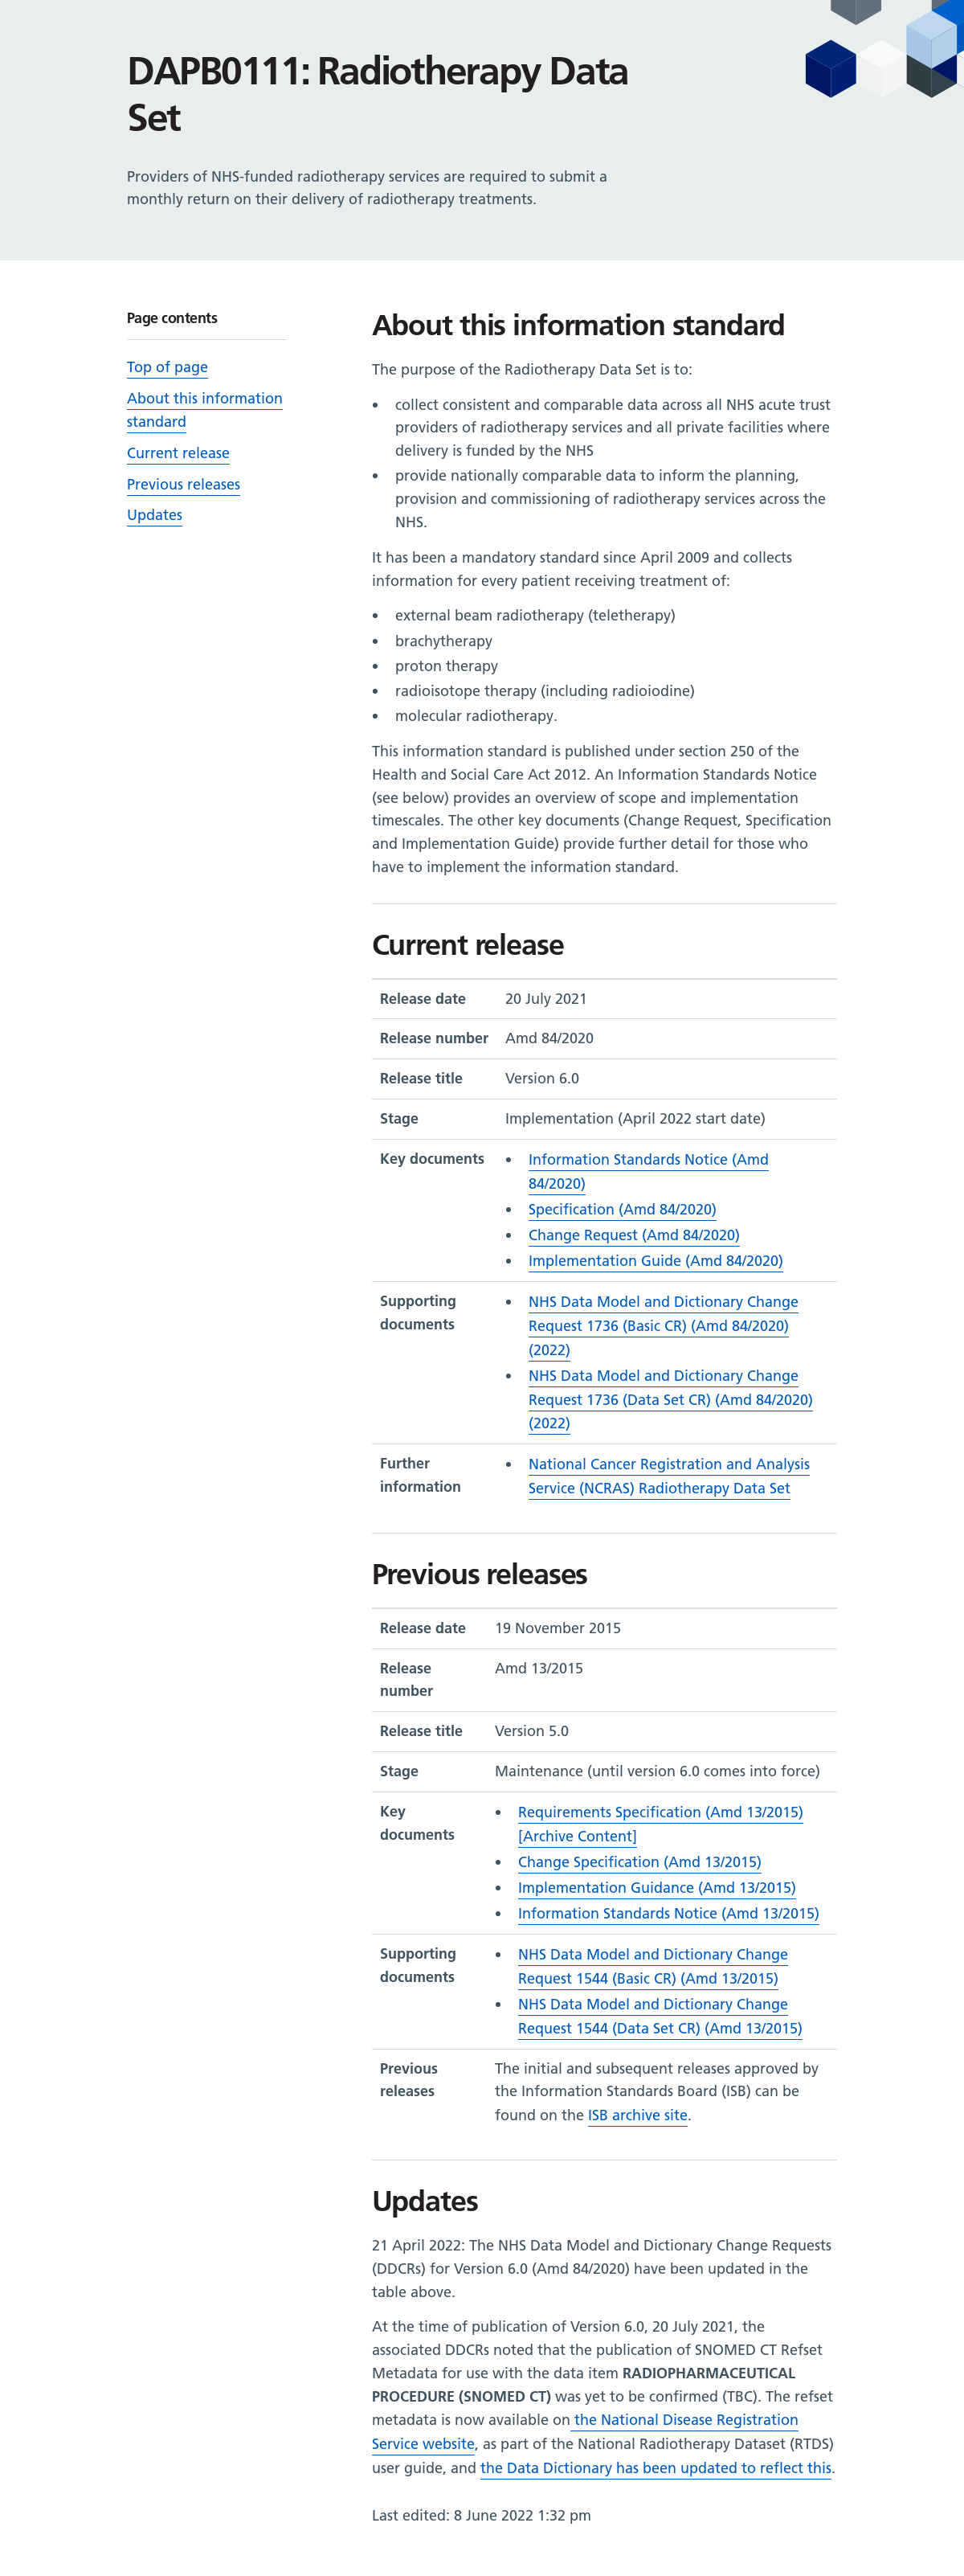 DAPB0111: Radiotherapy Data
Set
Providers of NHS-funded radiotherapy services are required to submit a
monthly return on their delivery of radiotherapy treatments.
Page contents
Top of page
About this information
standard
Current release
Previous releases
Updates
About this information standard
The purpose of the Radiotherapy Data Set is to:
• collect consistent and comparable data across all NHS acute trust
providers of radiotherapy services and all private facilities where
delivery is funded by the NHS
• provide nationally comparable data to inform the planning,
provision and commissioning of radiotherapy services across the
NHS.
It has been a mandatory standard since April 2009 and collects
information for every patient receiving treatment of:
• external beam radiotherapy (teletherapy)
• brachytherapy
• proton therapy
• radioisotope therapy (including radioiodine)
• molecular radiotherapy.
This information standard is published under section 250 of the
Health and Social Care Act 2012. An Information Standards Notice
(see below) provides an overview of scope and implementation
timescales. The other key documents (Change Request, Specification
and Implementation Guide) provide further detail for those who
have to implement the information standard.
Current release
Release date 20 July 2021
Release number Amd 84/2020
Release title Version 6.0
Stage Implementation (April 2022 start date)
Key documents • Information Standards Notice (Amd
84/2020)
• Specification (Amd 84/2020)
• Change Request (Amd 84/2020)
• Implementation Guide (Amd 84/2020)
Supporting • NHS Data Model and Dictionary Change
documents Request 1736 (Basic CR) (Amd 84/2020)
(2022)
• NHS Data Model and Dictionary Change
Request 1736 (Data Set CR) (Amd 84/2020)
(2022)
Further • National Cancer Registration and Analysis
information Service (NCRAS) Radiotherapy Data Set
Previous releases
Release date 19 November 2015
Release Amd 13/2015
number
Release title Version 5.0
Stage Maintenance (until version 6.0 comes into force)
Key • Requirements Specification (Amd 13/2015)
documents [Archive Content]
• Change Specification (Amd 13/2015)
• Implementation Guidance (Amd 13/2015)
• Information Standards Notice (Amd 13/2015)
Supporting • NHS Data Model and Dictionary Change
documents Request 1544 (Basic CR) (Amd 13/2015)
• NHS Data Model and Dictionary Change
Request 1544 (Data Set CR) (Amd 13/2015)
Previous The initial and subsequent releases approved by
releases the Information Standards Board (ISB) can be
found on the ISB archive site.
Updates
21 April 2022: The NHS Data Model and Dictionary Change Requests
(DDCRs) for Version 6.0 (Amd 84/2020) have been updated in the
table above.
At the time of publication of Version 6.0, 20 July 2021, the
associated DDCRs noted that the publication of SNOMED CT Refset
Metadata for use with the data item RADIOPHARMACEUTICAL
PROCEDURE (SNOMED CT) was yet to be confirmed (TBC). The refset
metadata is now available on the National Disease Registration
Service website, as part of the National Radiotherapy Dataset (RTDS)
user guide, and the Data Dictionary has been updated to reflect this.
Last edited: 8 June 2022 1:32 pm